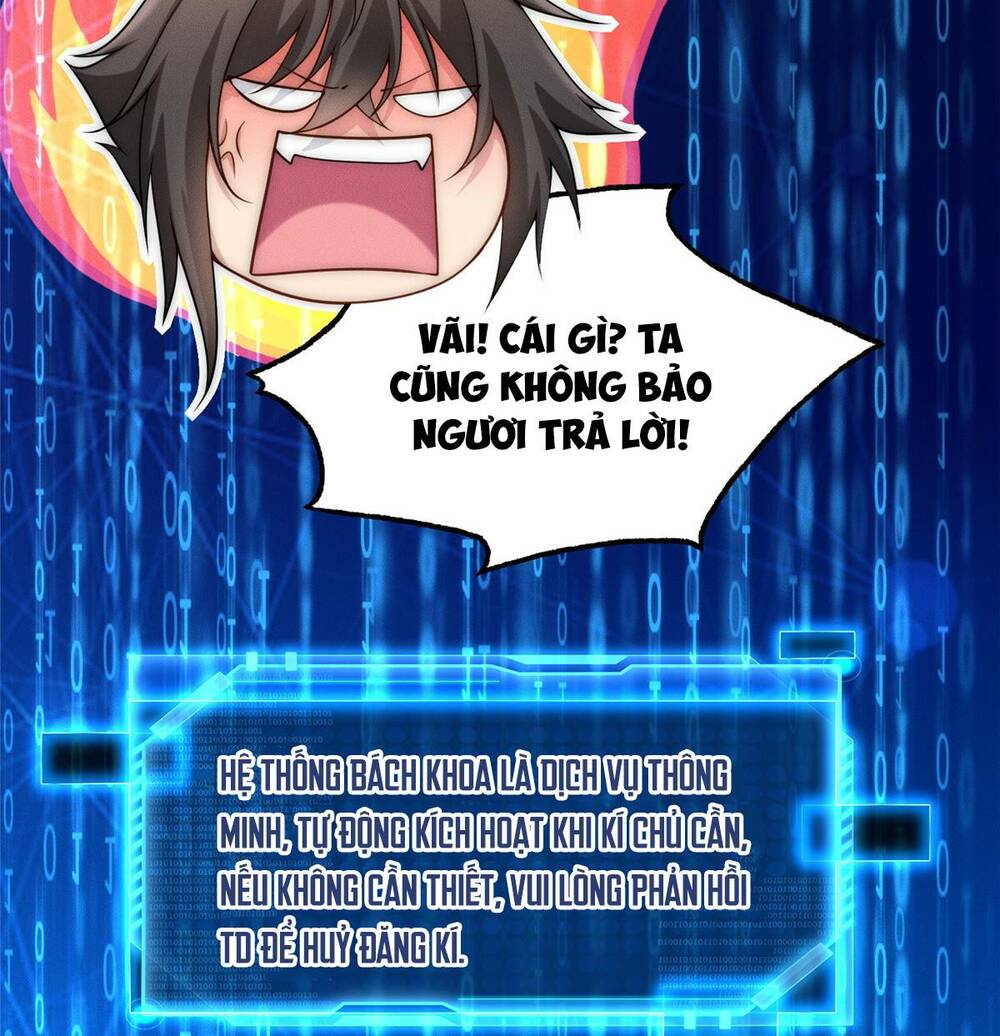 VÃI! CÁI GÌ? TA
CŨNG KHÔNG BẢO
NGƯƠI TRẢ LỜI!
HỆ THỐNG BÁCH KHOA LÀ DỊCH VỤ THÔNG
MINH, TỰ ĐỘNG KÍCH HOẠT KHI KÍ CHỦ CẦN,
NẾU KHÔNG CẦN THIẾT, VUI LÒNG PHẢN HỒI
TD ĐỂ HUỶ ĐĂNG KÍ.